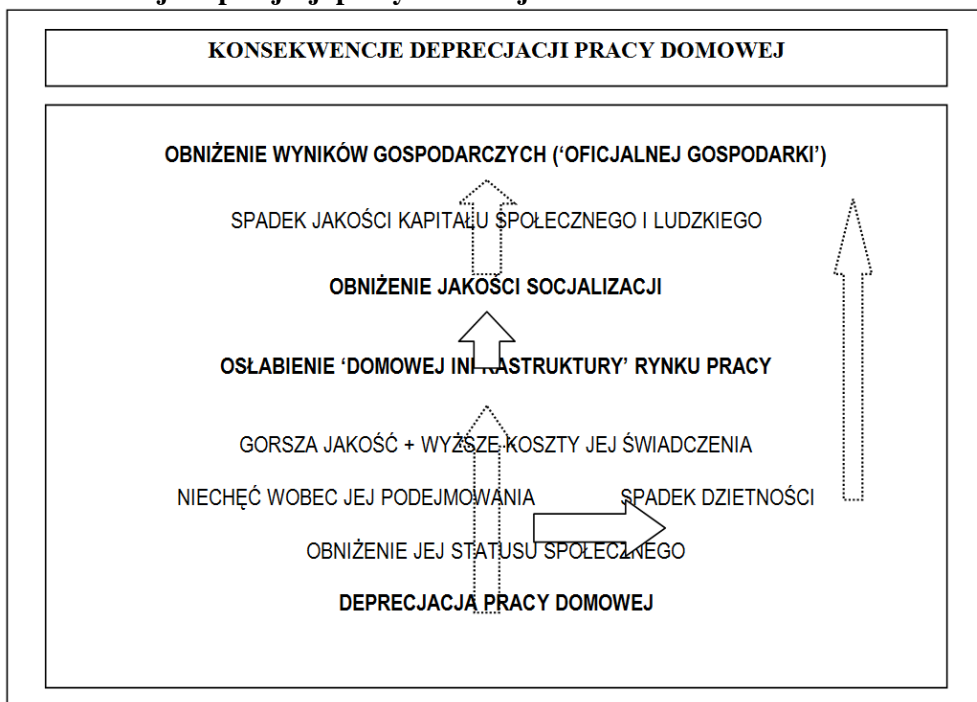 KONSEKWENCJE DEPRECJACJI PRACY DOMOWEJ
OBNIŻENIE WYNIKÓW GOSPODARCZYCH (‘OFICJALNEJ GOSPODARKI’)
SPADEK JAKOŚCI KAPITAŁU SPOŁECZNEGO I LUDZKIEGO
OBNIŻENIE JAKOŚCI SOCJALIZACJI
OSŁABIENIE ‘DOMOWEJ INFRASTRUKTURY’ RYNKU PRACY
GORSZA JAKOŚĆ + WYŻSZE KOSZTY JEJ ŚWIADCZENIA
NIECHĘĆ WOBEC JEJ PODEJMOWANIA SPADEK DZIETNOŚCI
OBNIŻENIE JEJ STATUSU SPOŁECZNEGO
DEPRECJACJA PRACY DOMOWEJ